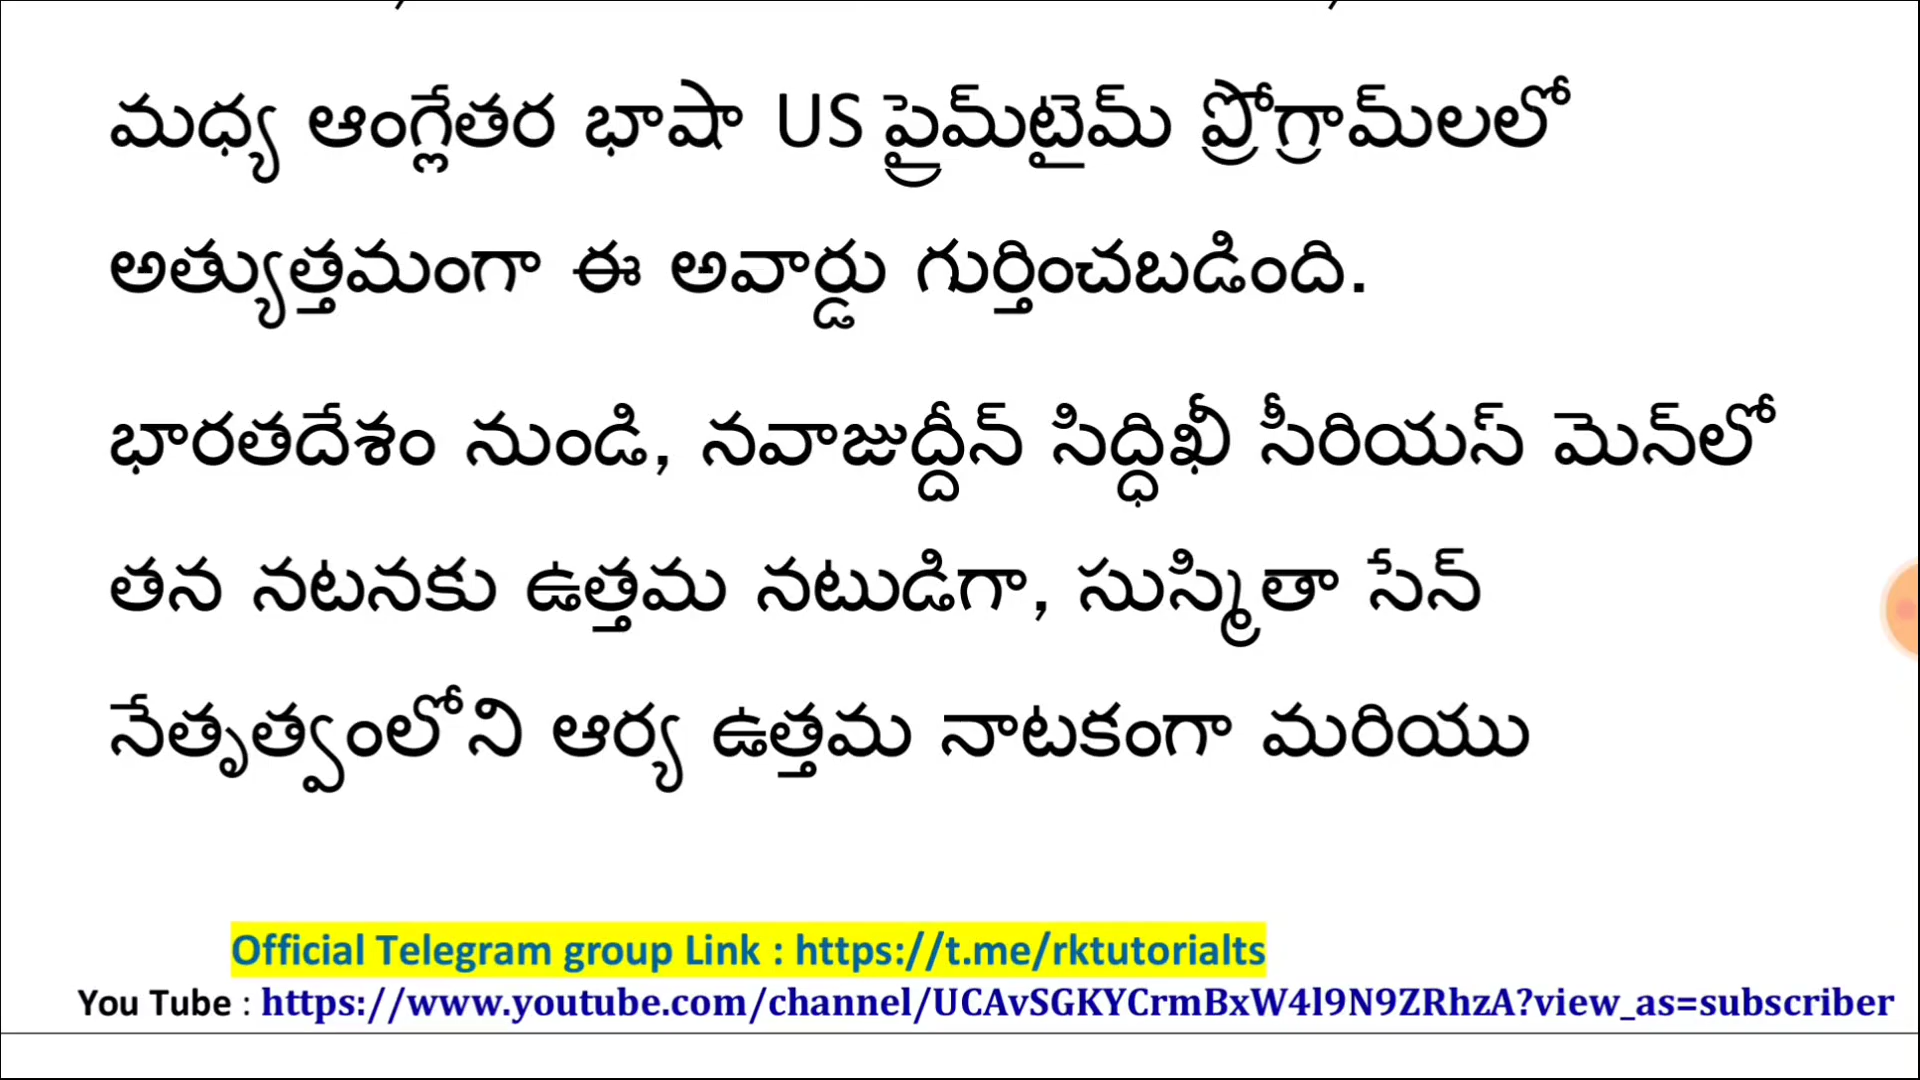 మధ్య ఆంగ్లేతర భాషా US ప్రైమ్‌టైమ్ ప్రోగ్రామ్‌లలో
అత్యుత్తమంగా ఈ అవార్డు గుర్తించబడింది.
భారతదేశం నుండి, నవాజుద్దీన్ సిద్ధిఖీ సీరియస్ మెన్‌లో
తన నటనకు ఉత్తమ నటుడిగా, సుస్మితా సేన్
నేతృత్వంలోని ఆర్య ఉత్తమ నాటకంగా మరియు
Official Telegram group Link : https://t.me/rktutorialts
You Tube : https://www.youtube.com/channel/UCAvSGKYCrmBxW4l9N9ZRhzA?view_as=subscriber